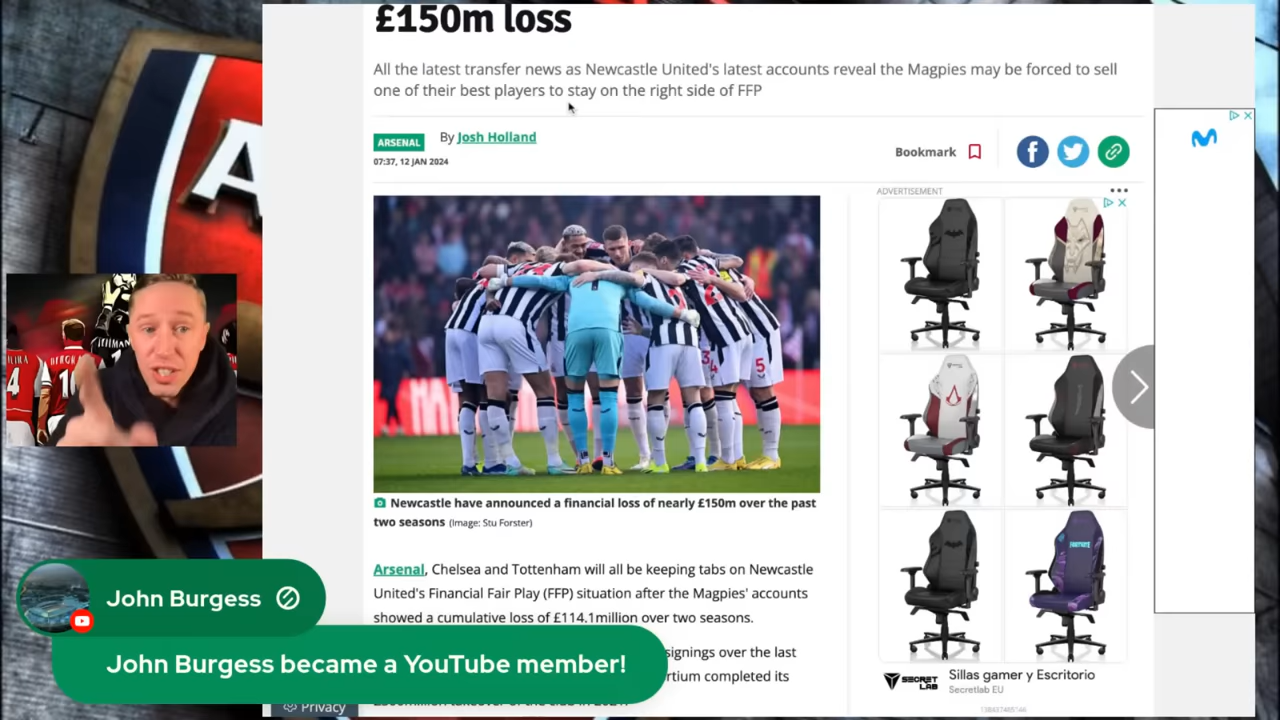 £150m loss
All the latest transfer news as Newcastle United's latest accounts reveal the Magpies may be forced to sell
one of their best players to stay on the right side of FFP
ARSENAL
By Josh Holland
07:37, 12 JAN 2024
Bookmark
ADVERTISEMENT
Newcastle have announced a financial loss of nearly £150m over the past
two seasons (Image: Stu Forster)
Arsenal, Chelsea and Tottenham will all be keeping tabs on Newcastle
United's Financial Fair Play (FFP) situation after the Magpies' accounts
showed a cumulative loss of £114.1million over two seasons.
signings over the last
completed its
Privacy
SECRET
LAB
Sillas gamer y Escritorio
Secretlab EU
John Burgess
John Burgess became a YouTube member!